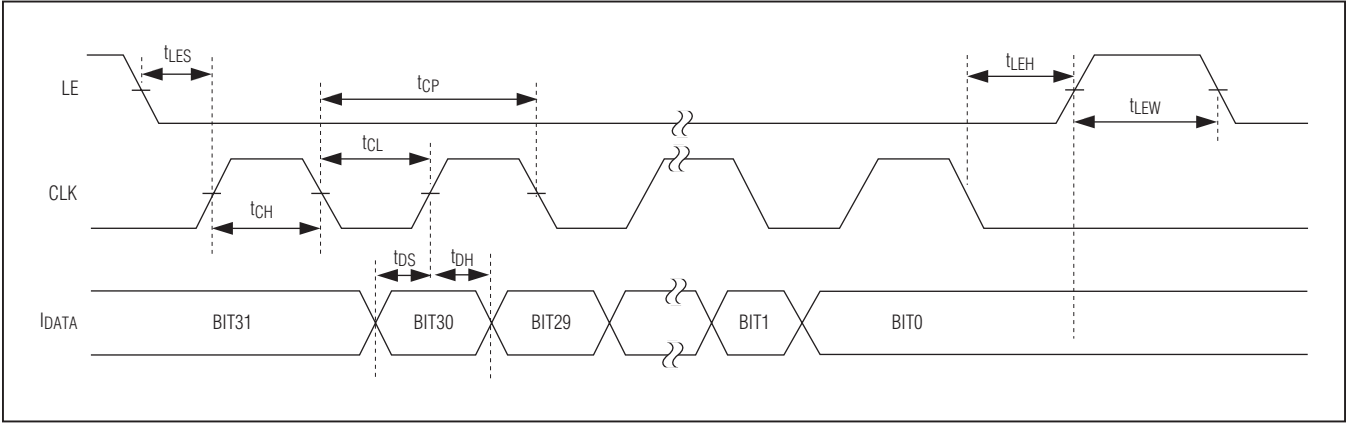 LE
tLES
tCP
tLEH
tLEW
CLK
tCL
tCH
tDS
tDH
IDATA
BIT31
BIT30
BIT29
BIT1
BIT0